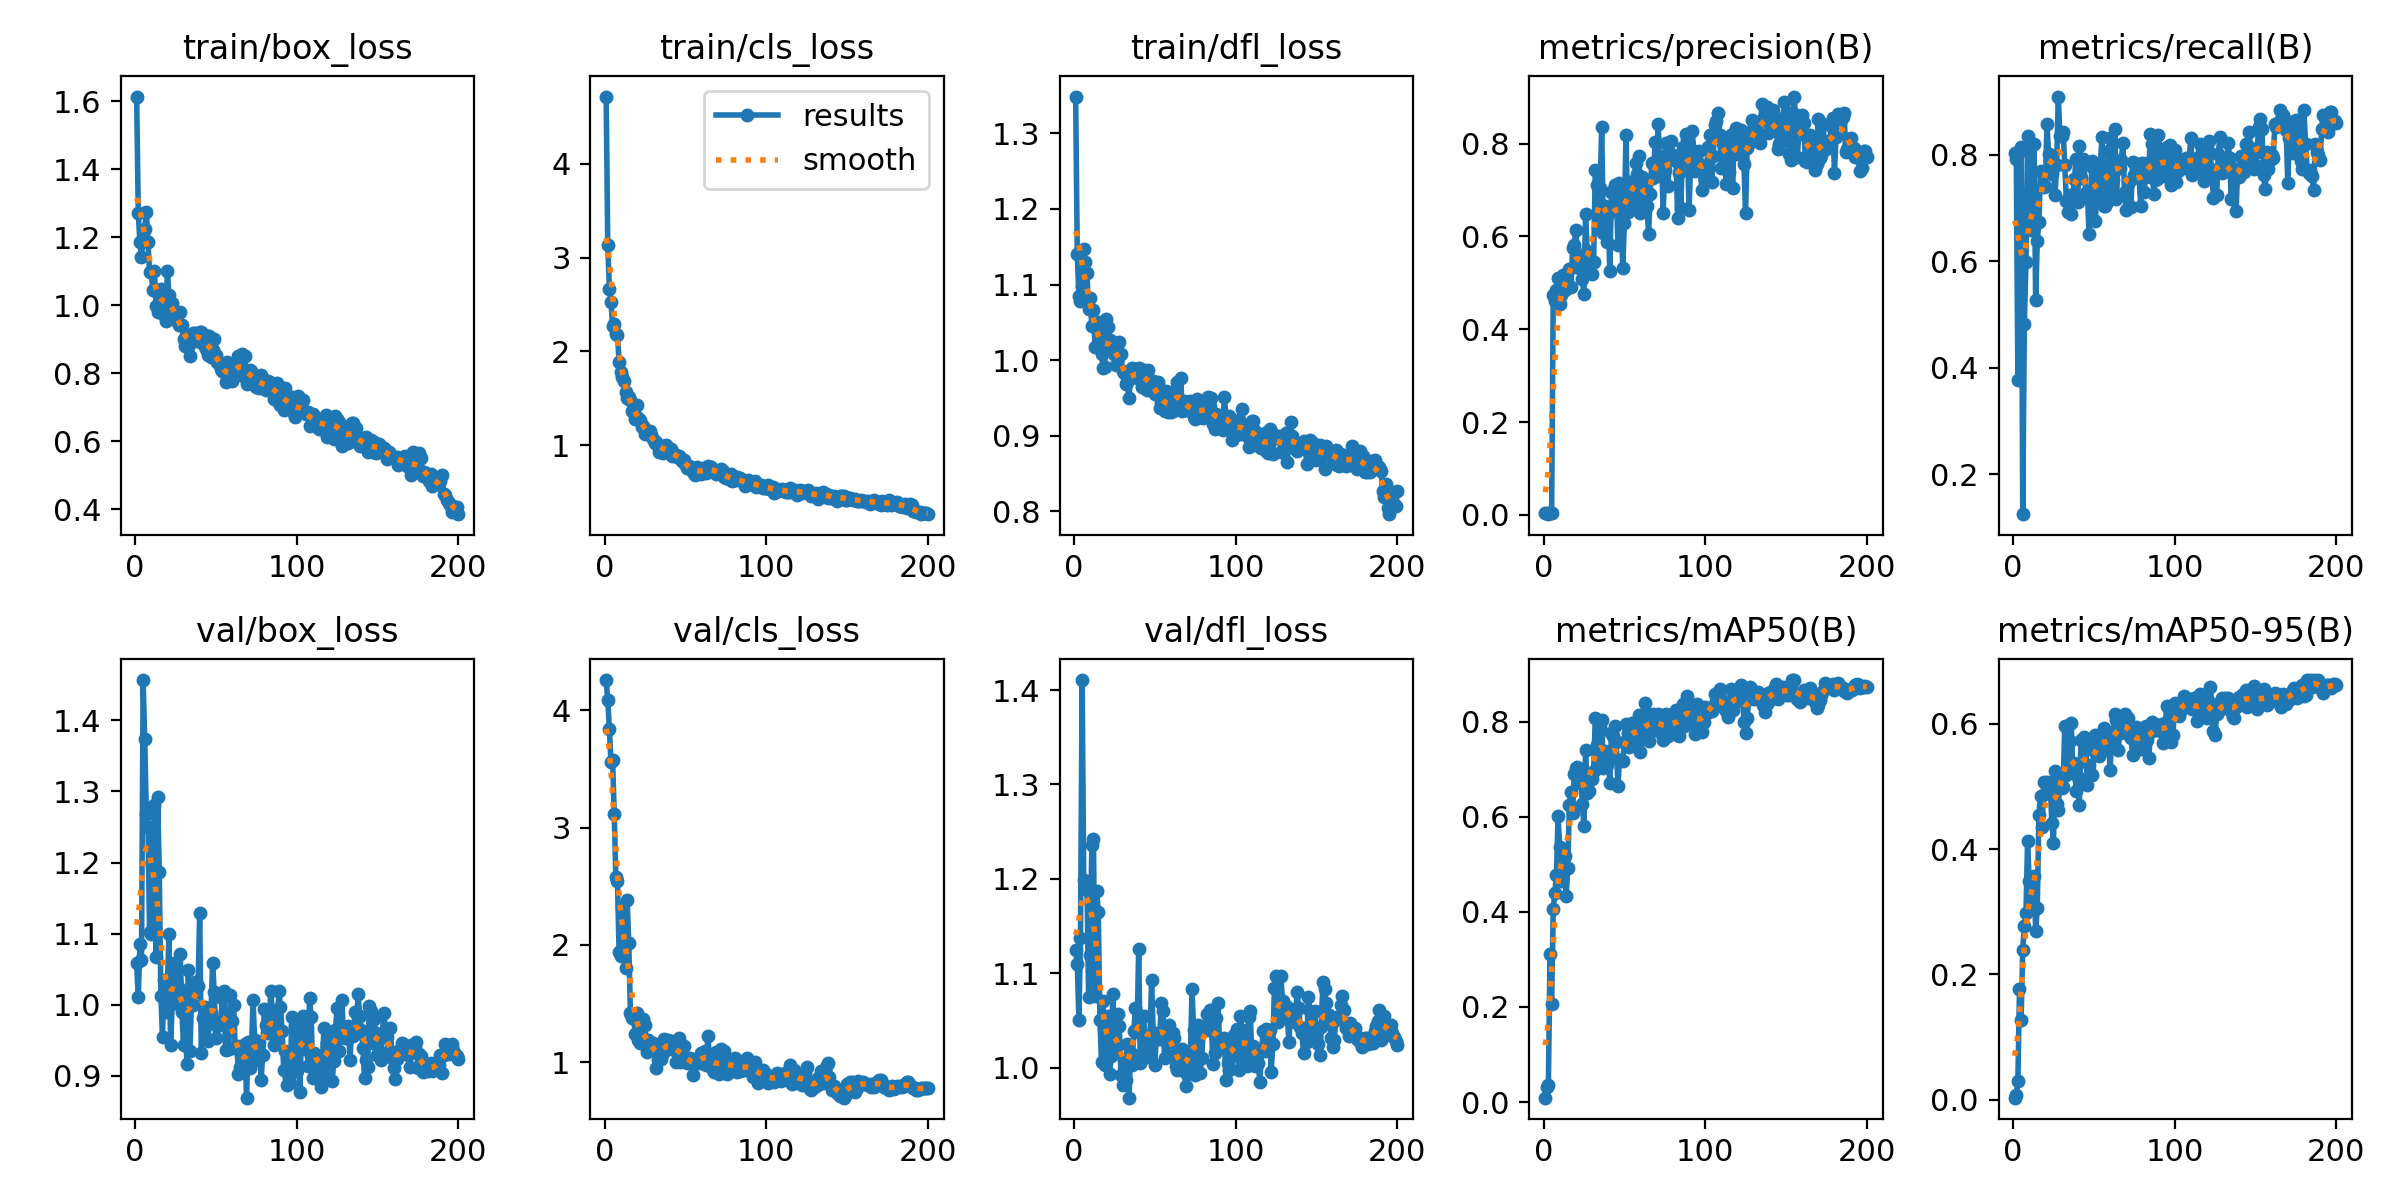 train/box_loss
1.6
1.4
1.2
1.0
0.8
0.6
0.4
0 100 200
train/cls_loss
results
smooth
4
3
2
1
0 100 200
train/dfl_loss
1.3
1.2
1.1
1.0
0.9
0.8
0 100 200
metrics/precision(B)
0.8
0.6
0.4
0.2
0.0
0 100 200
metrics/recall(B)
0.8
0.6
0.4
0.2
0 100 200
val/box_loss
1.4
1.3
1.2
1.1
1.0
0.9
0 100 200
val/cls_loss
4
3
2
1
0 100 200
val/dfl_loss
1.4
1.3
1.2
1.1
1.0
0 100 200
metrics/mAP50(B)
0.8
0.6
0.4
0.2
0.0
0 100 200
metrics/mAP50-95(B)
0.6
0.4
0.2
0.0
0 100 200